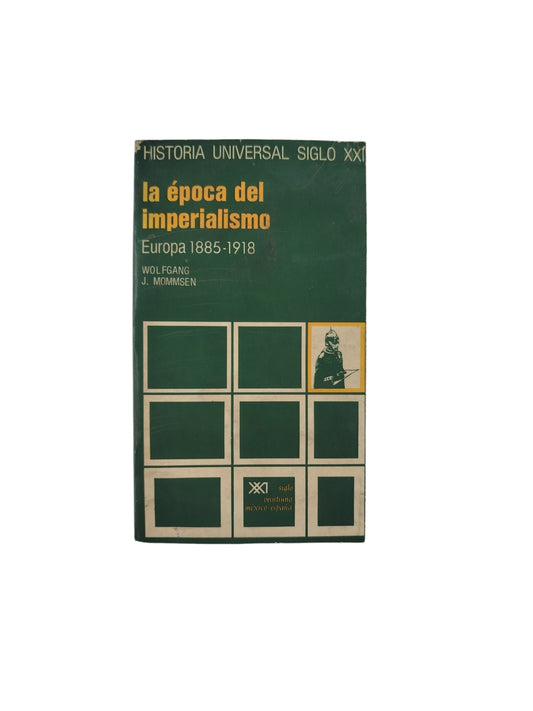 HISTORIA UNIVERSAL SIGLO XXI
la época del
imperialismo
Europa 1885-1918
WOLFGANG
J. MOMMSEN
XXI siglo
veintiuno
méxico-españa